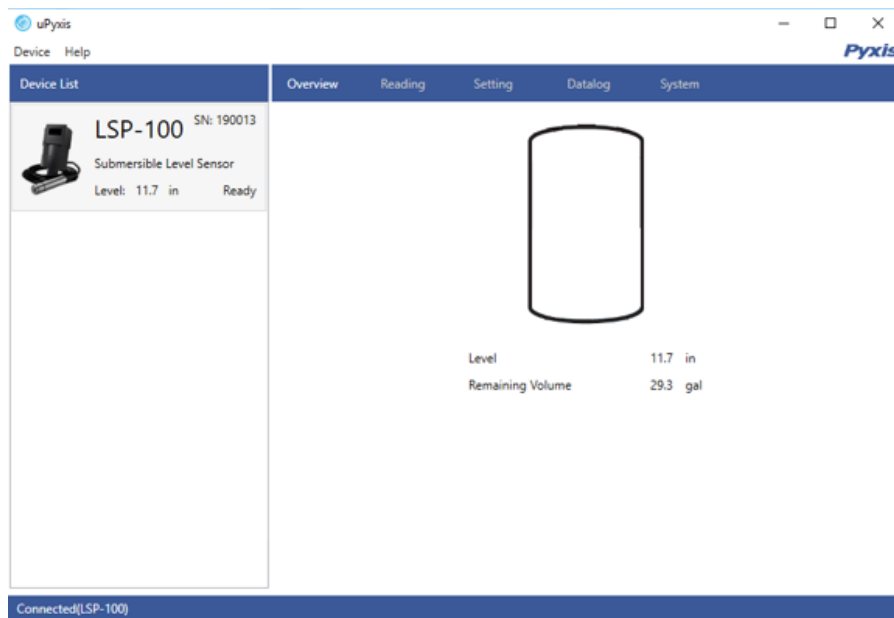 uPyxis
Device Help
Pyxis
Device List
Overview Reading Setting Datalog System
LSP-100 SN: 190013
Submersible Level Sensor
Level: 11.7 in Ready
Level 11.7 in
Remaining Volume 29.3 gal
Connected(LSP-100)